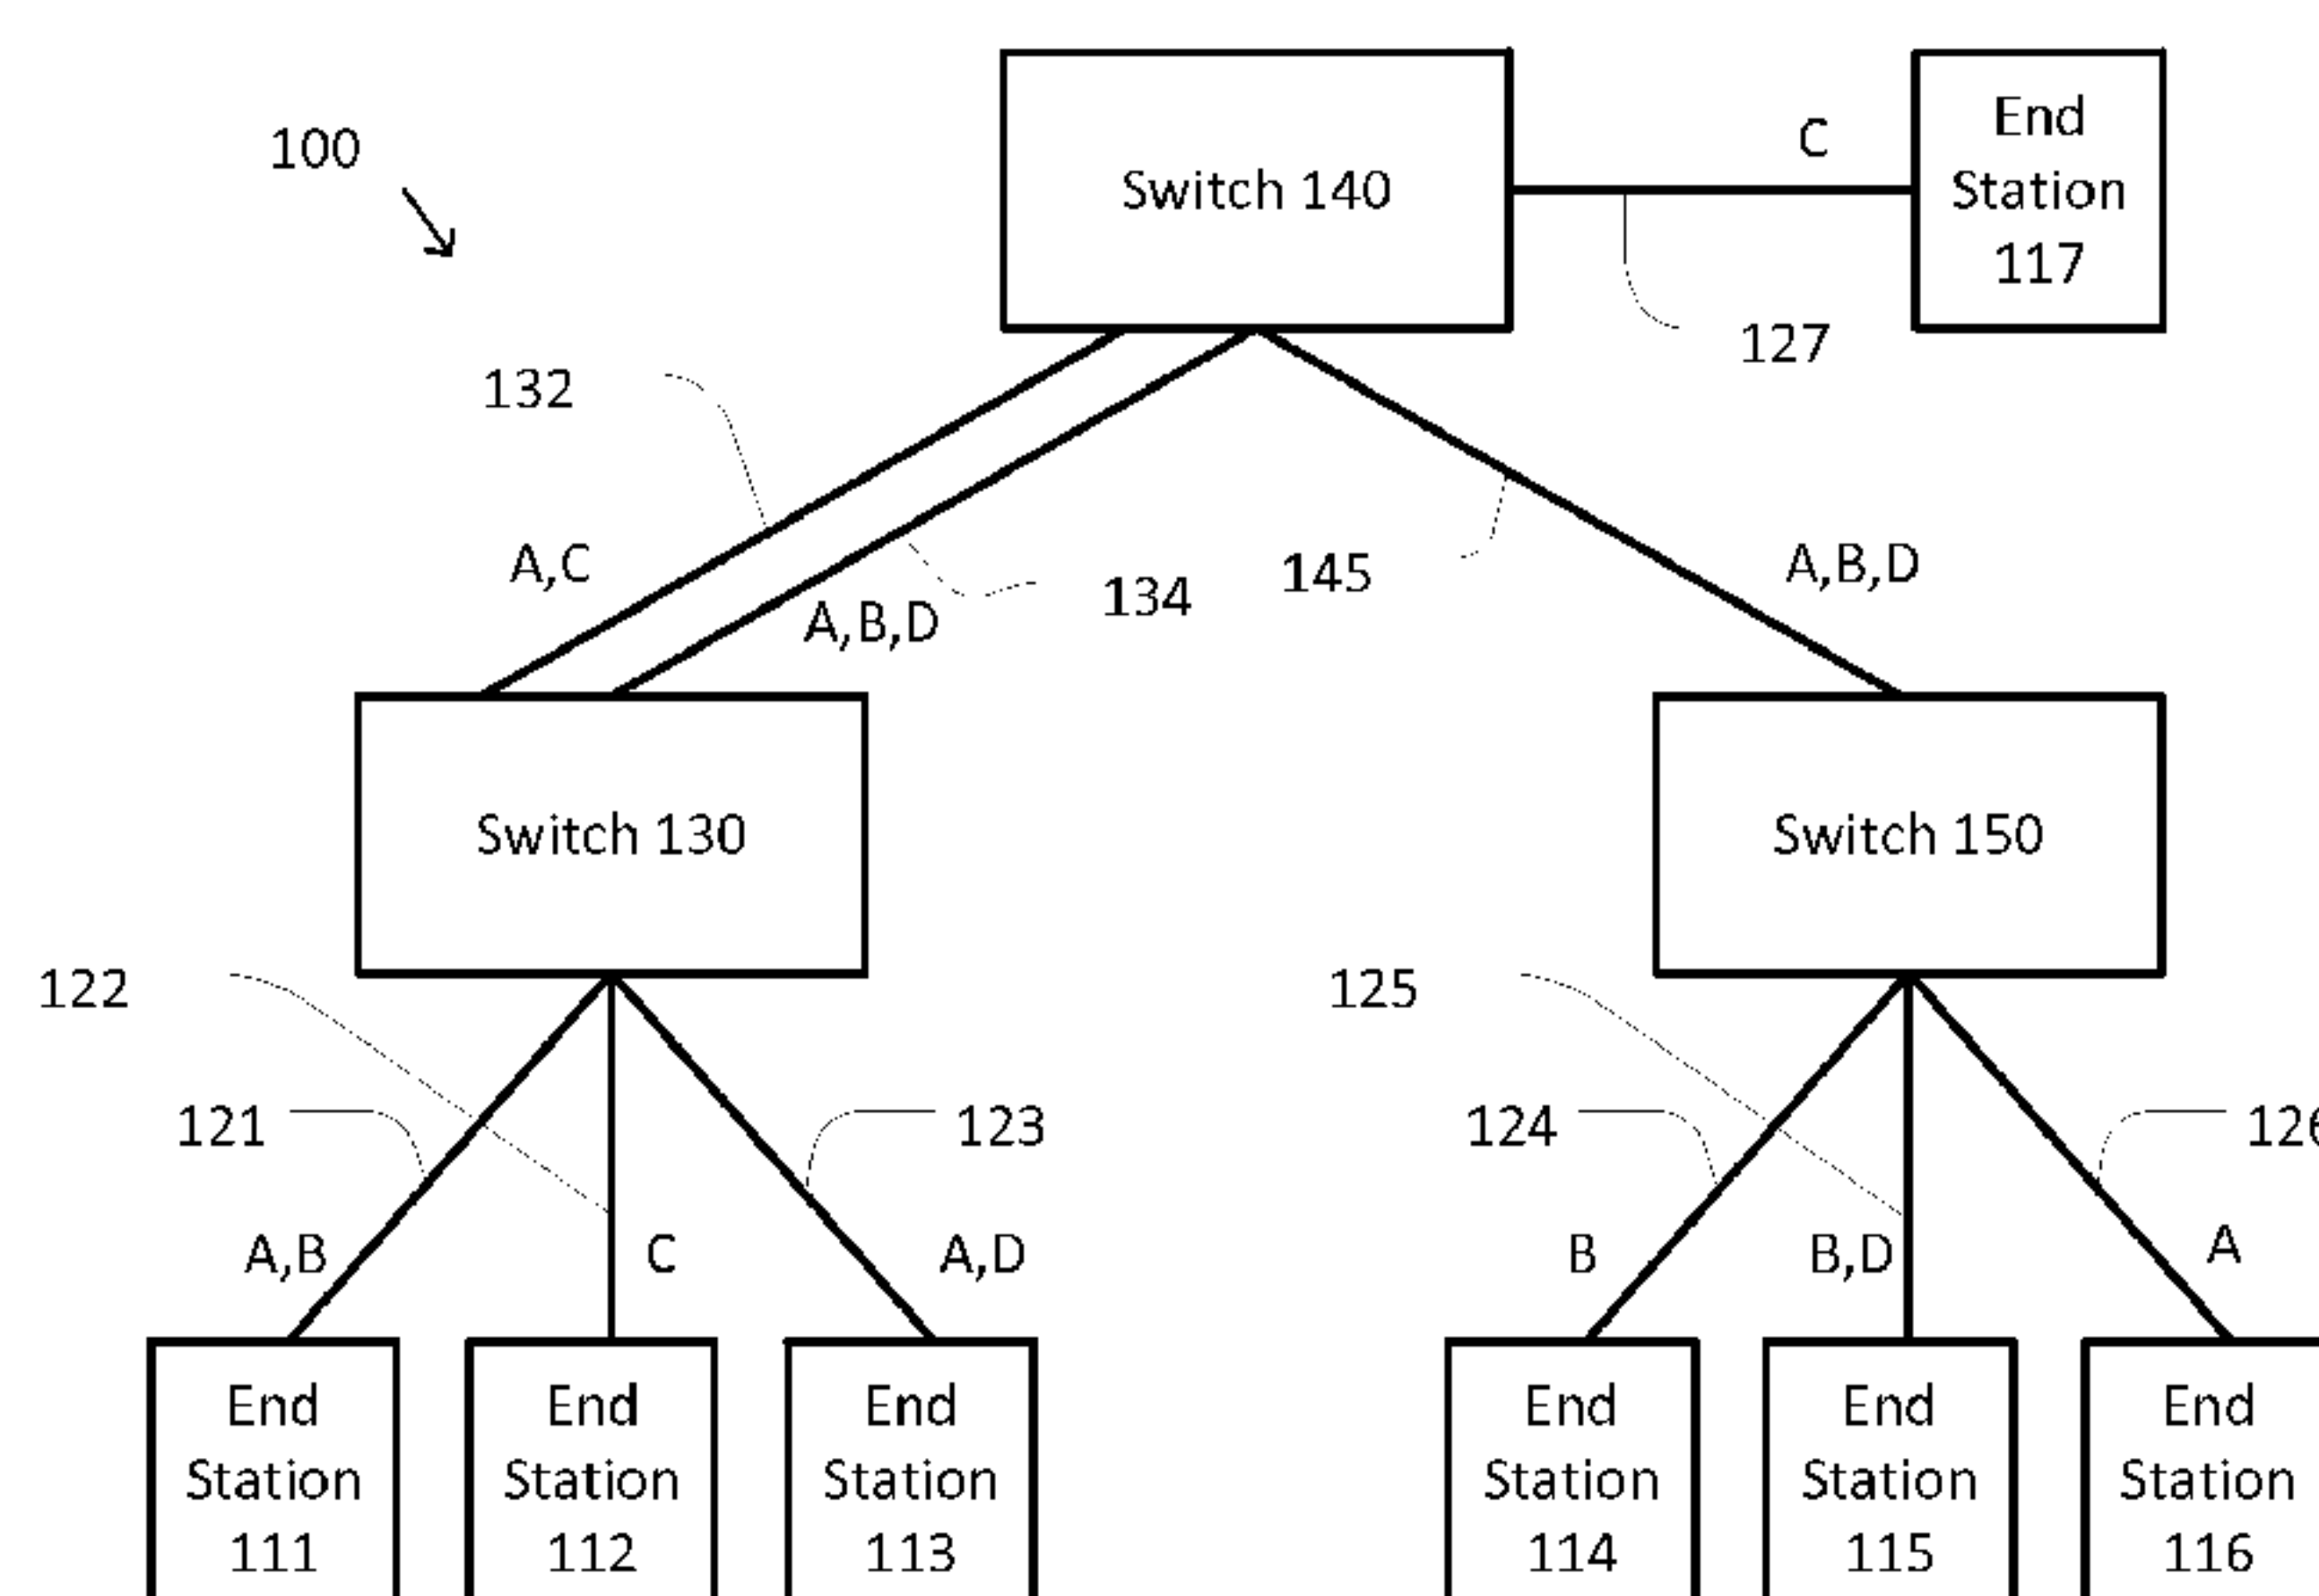 100
Switch 140
C
End
Station
117
127
132
A,C
134
A,B,D
145
A,B,D
Switch 130
Switch 150
122
125
121
123
124
A,B
C
A,D
B
B,D
A
End
Station
111
End
Station
112
End
Station
113
End
Station
114
End
Station
115
End
Station
116